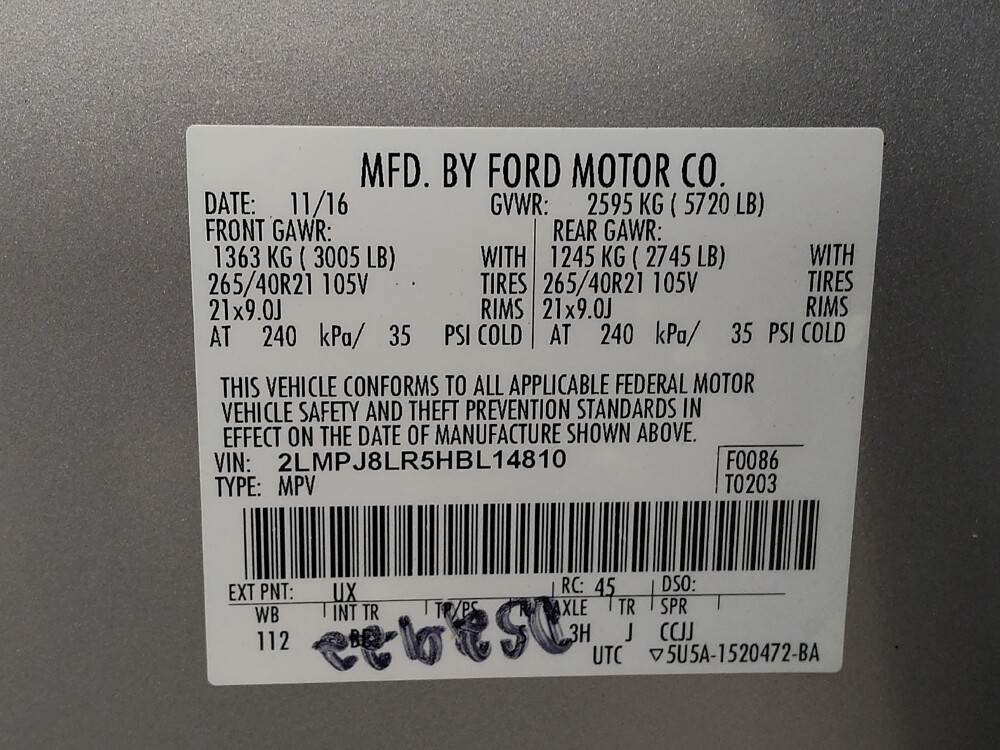 MFD. BY FORD MOTOR CO.
DATE: 11/16 GVWR: 2595 KG ( 5720 LB)
FRONT GAWR: REAR GAWR:
1363 KG ( 3005 LB) WITH 1245 KG ( 2745 LB) WITH
265/40R21 105V TIRES 265/40R21 105V TIRES
21x9.0J RIMS 21x9.0J RIMS
AT 240 kPa/ 35 PSI COLD AT 240 kPa/ 35 PSI COLD
THIS VEHICLE CONFORMS TO ALL APPLICABLE FEDERAL MOTOR
VEHICLE SAFETY AND THEFT PREVENTION STANDARDS IN
EFFECT ON THE DATE OF MANUFACTURE SHOWN ABOVE.
VIN: 2LMPJ8LR5HBL14810 F0086
TYPE: MPV T0203
EXT PNT: UX RC: 45 DSO:
WB INT TR TP/PS AXLE TR SPR
112 3H J CCJJ
UTC ▽5U5A-1520472-BA